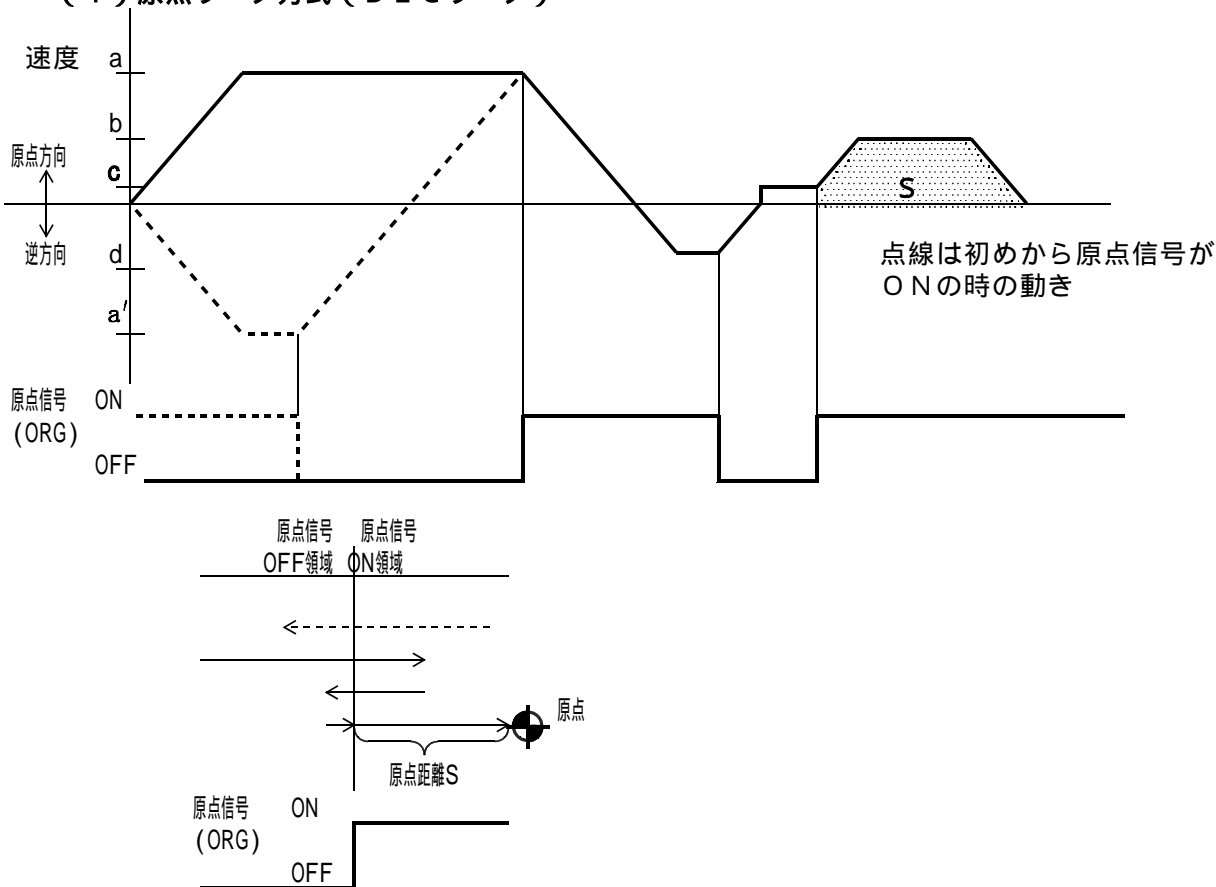 速度
a
b
原点方向
c
S
逆方向
d
点線は初めから原点信号が
ＯＮの時の動き
a′
原点信号 ON
(ORG)
OFF
原点信号 原点信号
OFF領域 ON領域
原点
原点距離S
原点信号 ON
(ORG)
OFF